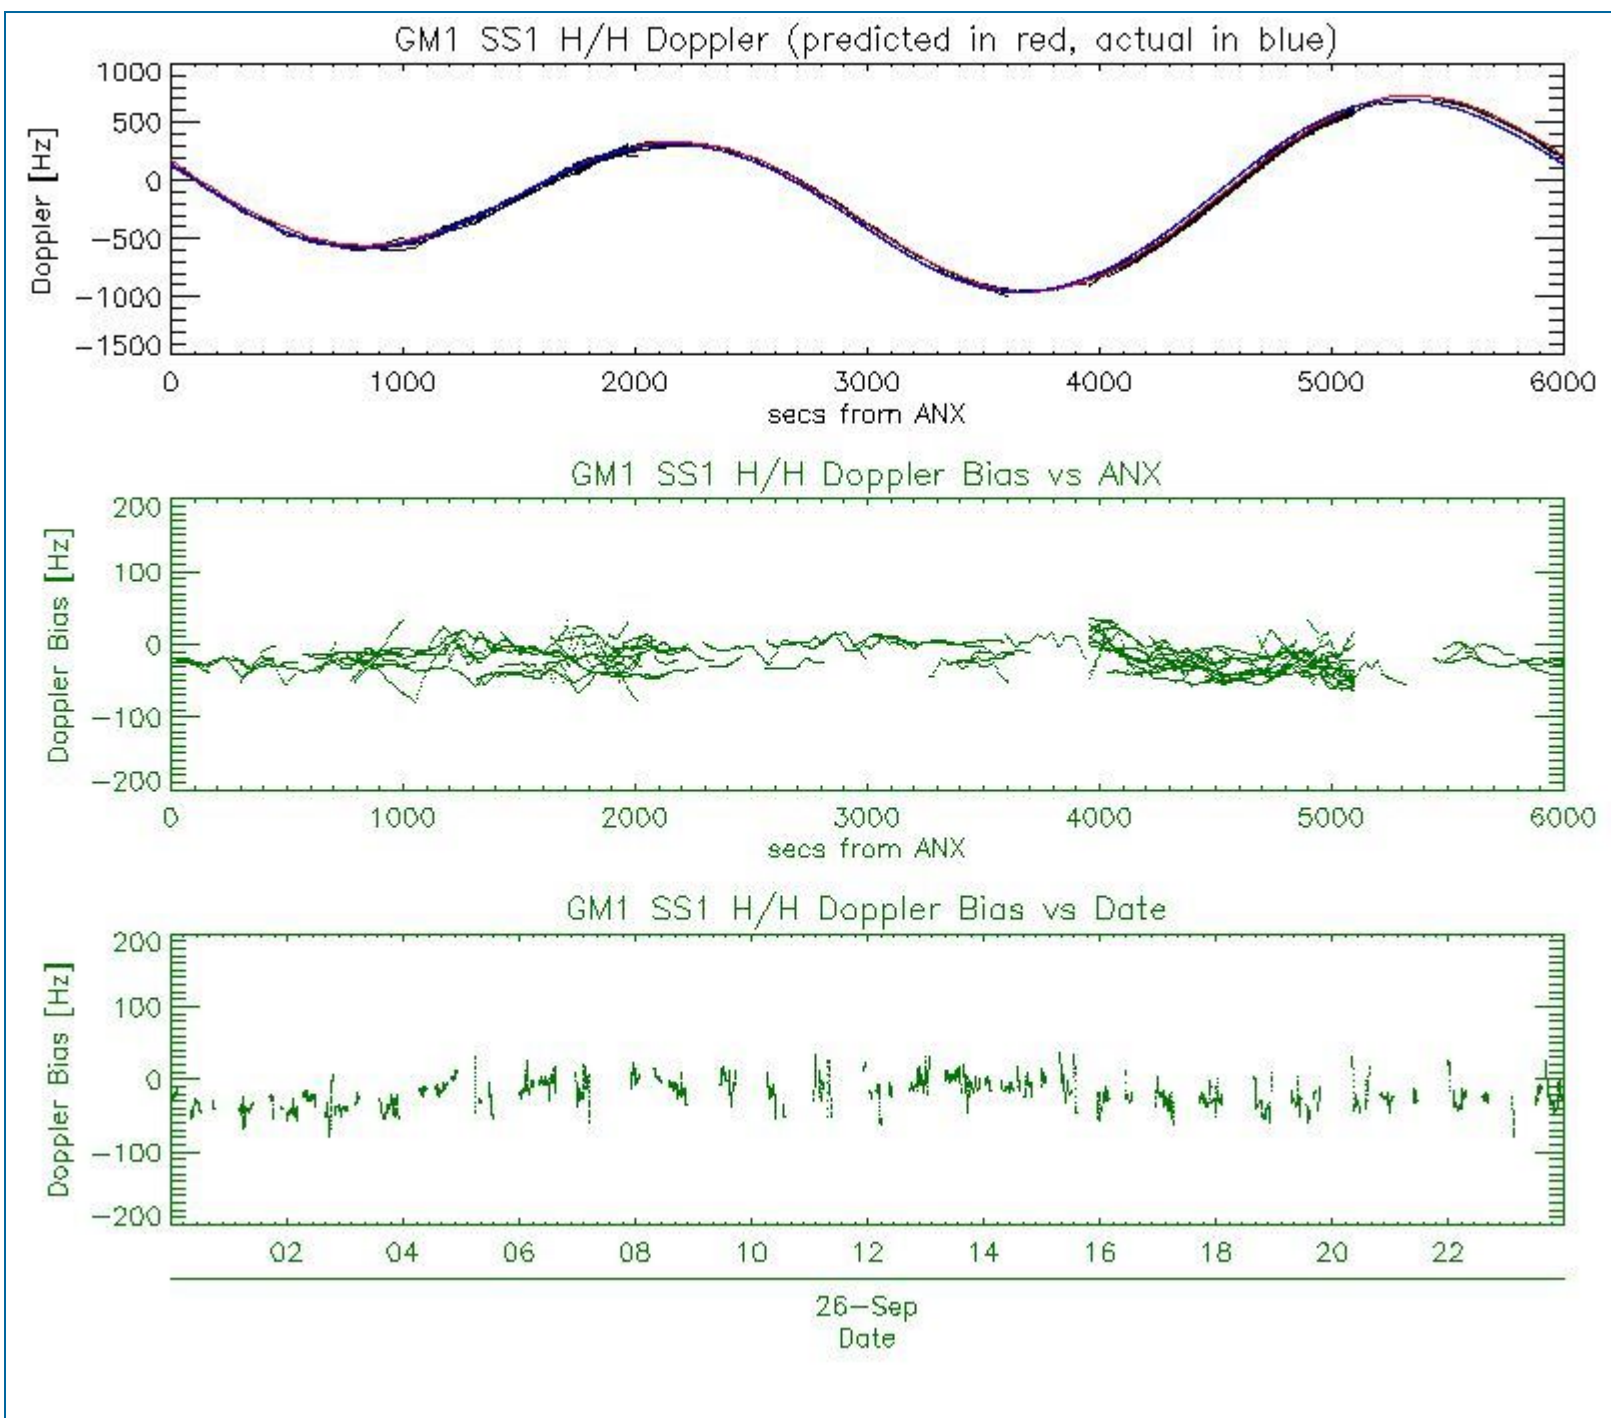 GM1 SS1 H/H Doppler (predicted in red, actual in blue)
1000
500
0
−500
−1000
−1500
Doppler [Hz]
0 1000 2000 3000 4000 5000 6000
secs from ANX
GM1 SS1 H/H Doppler Bias vs ANX
200
100
0
−100
−200
Doppler Bias [Hz]
0 1000 2000 3000 4000 5000 6000
secs from ANX
GM1 SS1 H/H Doppler Bias vs Date
200
100
0
−100
−200
Doppler Bias [Hz]
02 04 06 08 10 12 14 16 18 20 22
26−Sep
Date